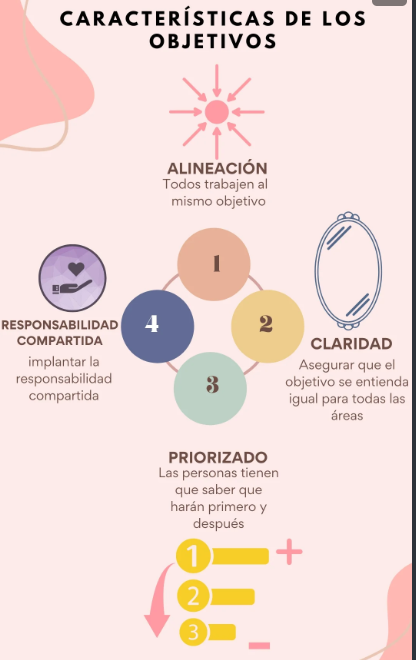 CARACTERÍSTICAS DE LOS
OBJETIVOS
ALINEACIÓN
Todos trabajen al
mismo objetivo
1
2
3
4
CLARIDAD
Asegurar que el
objetivo se entienda
igual para todas las
áreas
PRIORIZADO
Las personas tienen
que saber que
harán primero y
después
RESPONSABILIDAD
COMPARTIDA
implantar la
responsabilidad
compartida
1
2
3